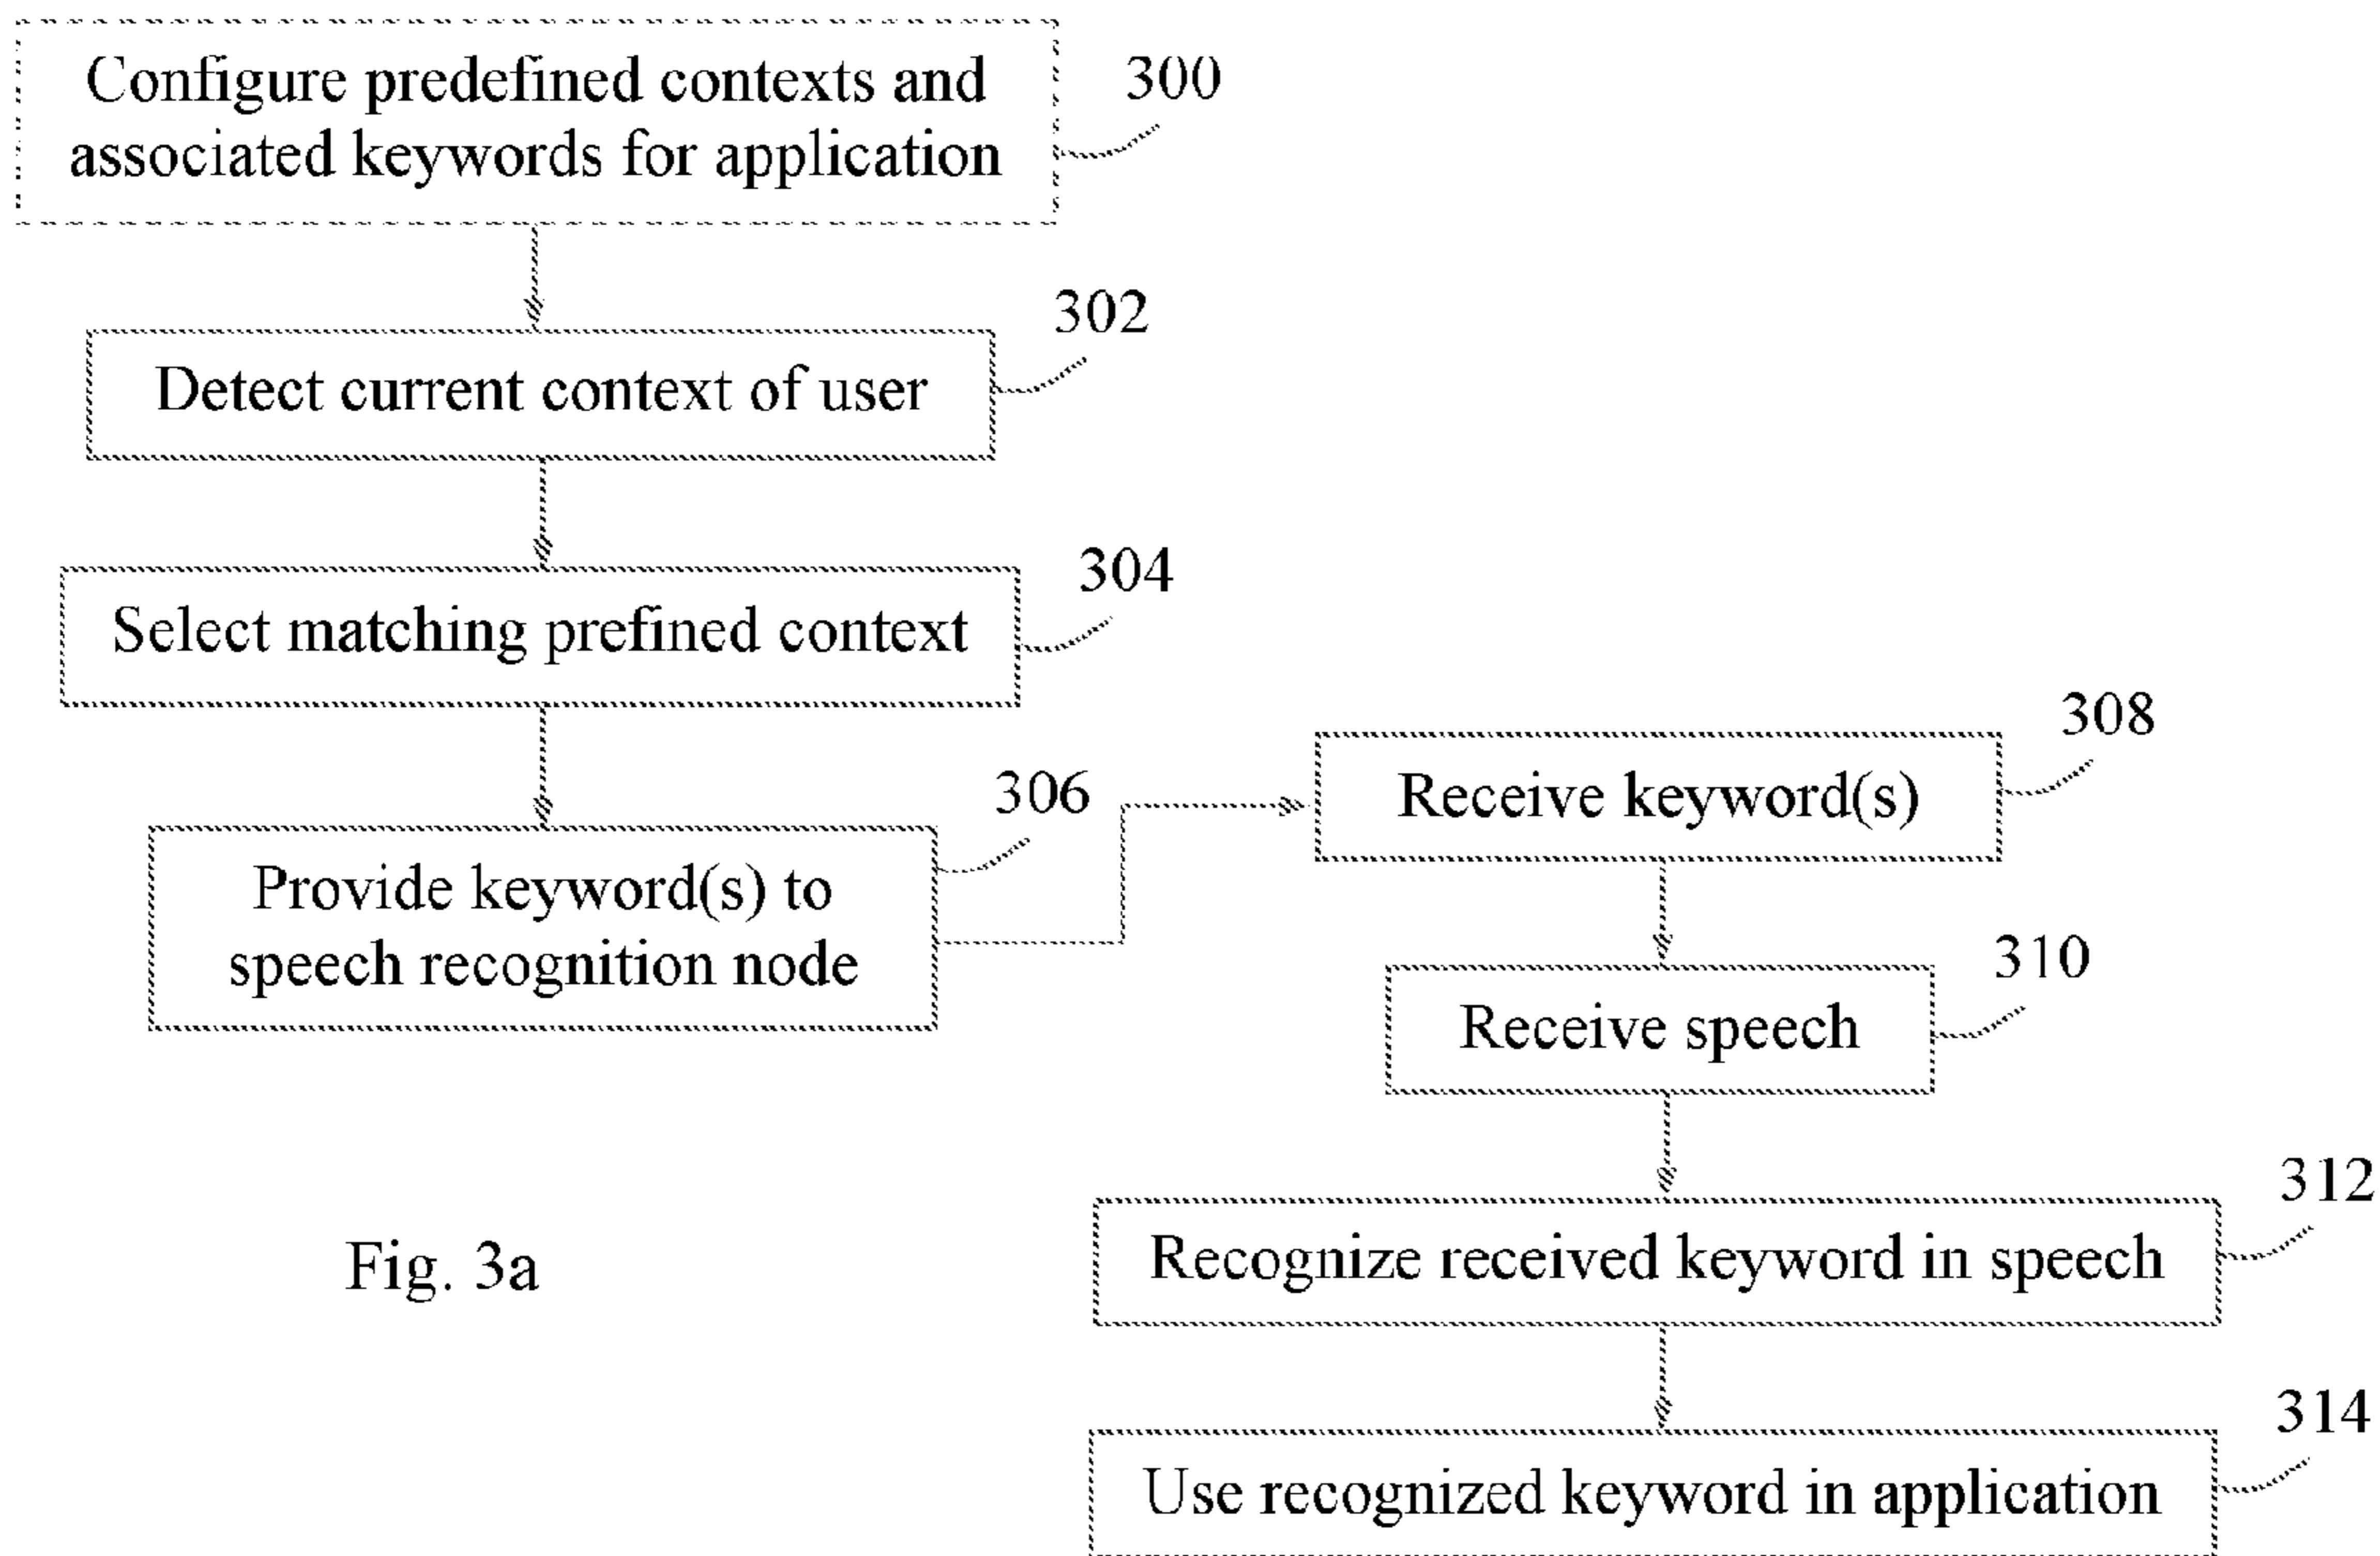 Configure predefined contexts and
associated keywords for application
300
302
Detect current context of user
304
Select matching prefined context
306
Provide keyword(s) to
speech recognition node
308
Receive keyword(s)
310
Receive speech
312
Recognize received keyword in speech
314
Use recognized keyword in application
Fig. 3a